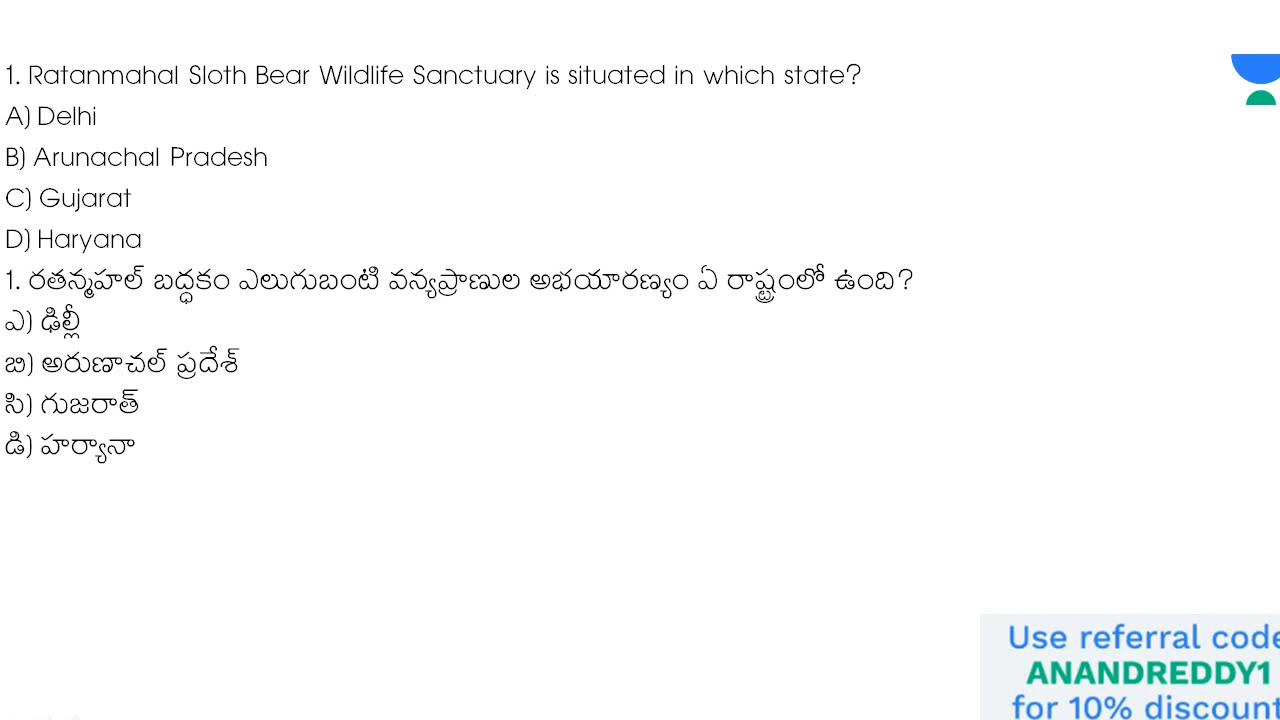 1. Ratanmahal Sloth Bear Wildlife Sanctuary is situated in which state?
A) Delhi
B) Arunachal Pradesh
C) Gujarat
D) Haryana
1. రతన్మహల్ బద్ధకం ఎలుగుబంటి వన్యప్రాణుల అభయారణ్యం ఏ రాష్ట్రంలో ఉంది?
ఎ) ఢిల్లీ
బి) అరుణాచల్ ప్రదేశ్
సి) గుజరాత్
డి) హర్యానా
Use referral code
ANANDREDDY1
for 10% discount